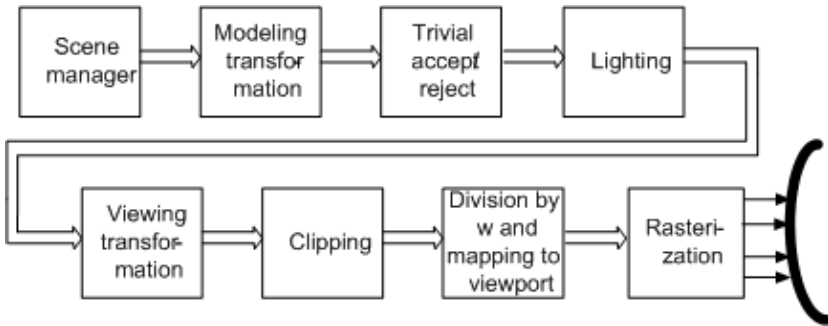 Scene
manager
Modeling
transfor-
mation
Trivial
accept/
reject
Lighting
Viewing
transfor-
mation
Clipping
Division by
w and
mapping to
viewport
Rasteri-
zation